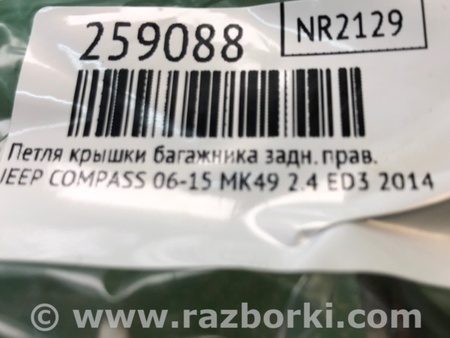 259088
NR2129
Петля крышки багажника задн. прав.
JEEP COMPASS 06-15 MK49 2.4 ED3 2014
© www.razborki.com